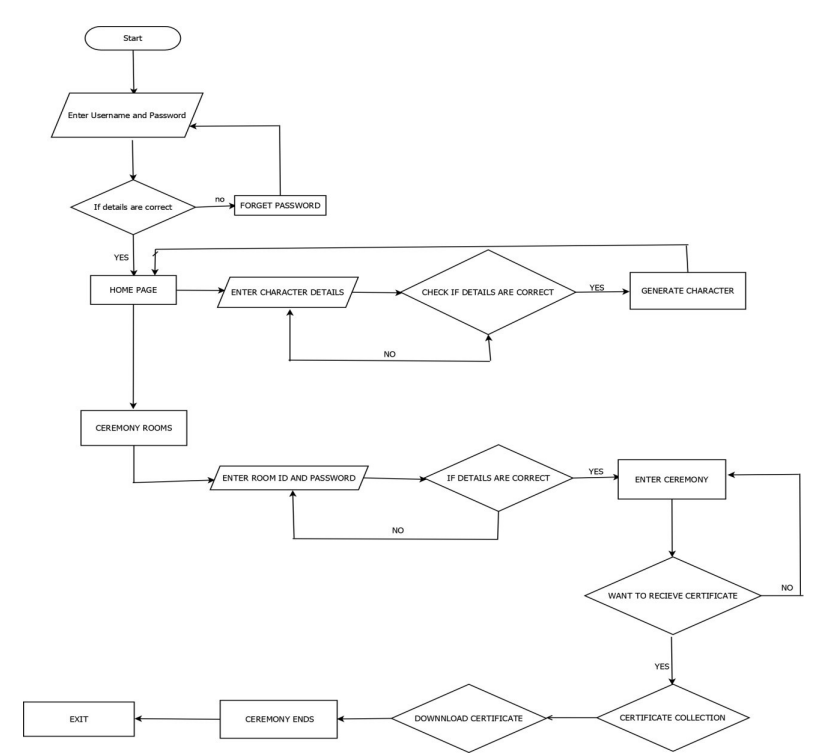 Start
Enter Username and Password
If details are correct
no
FORGET PASSWORD
YES
HOME PAGE
ENTER CHARACTER DETAILS
CHECK IF DETAILS ARE CORRECT
YES
GENERATE CHARACTER
NO
CEREMONY ROOMS
ENTER ROOM ID AND PASSWORD
IF DETAILS ARE CORRECT
YES
ENTER CEREMONY
NO
WANT TO RECIEVE CERTIFICATE
NO
YES
EXIT
CEREMONY ENDS
DOWNNLOAD CERTIFICATE
CERTIFICATE COLLECTION